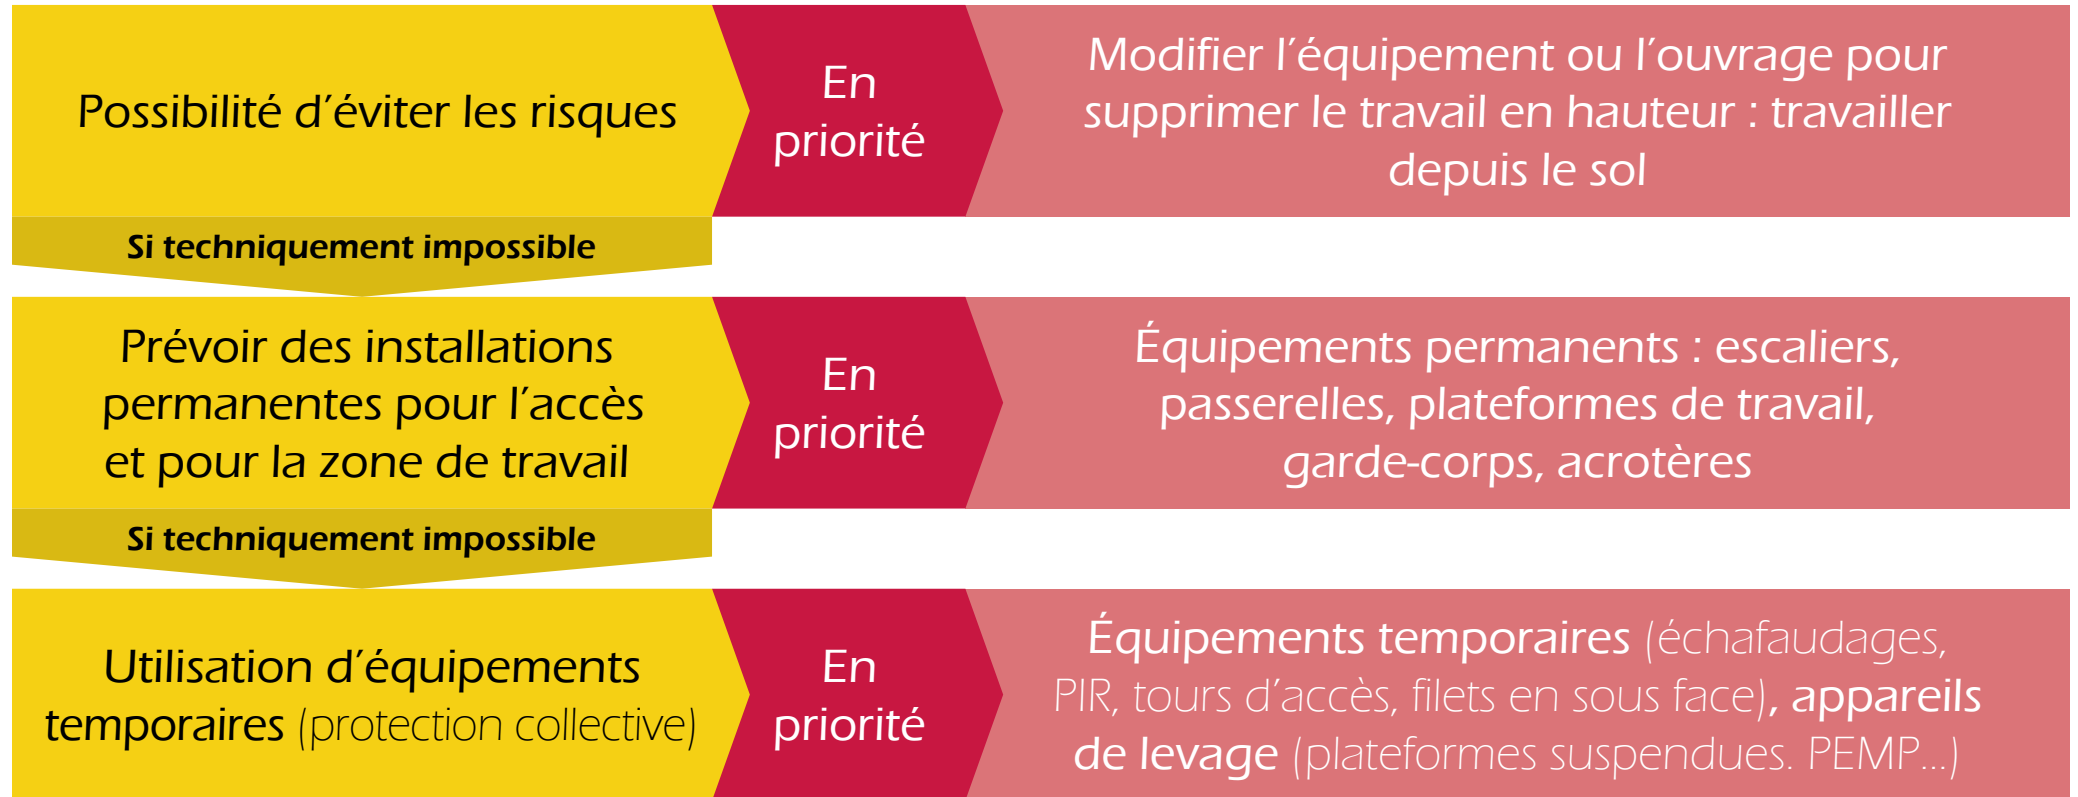 Possibilité d’éviter les risques
En
priorité
Modifier l’équipement ou l’ouvrage pour
supprimer le travail en hauteur : travailler
depuis le sol
Si techniquement impossible
Prévoir des installations
permanentes pour l’accès
et pour la zone de travail
En
priorité
Équipements permanents : escaliers,
passerelles, plateformes de travail,
garde-corps, acrotères
Si techniquement impossible
Utilisation d’équipements
temporaires (protection collective)
En
priorité
Équipements temporaires (échafaudages,
PIR, tours d’accès, filets en sous face), appareils
de levage (plateformes suspendues. PEMP...)